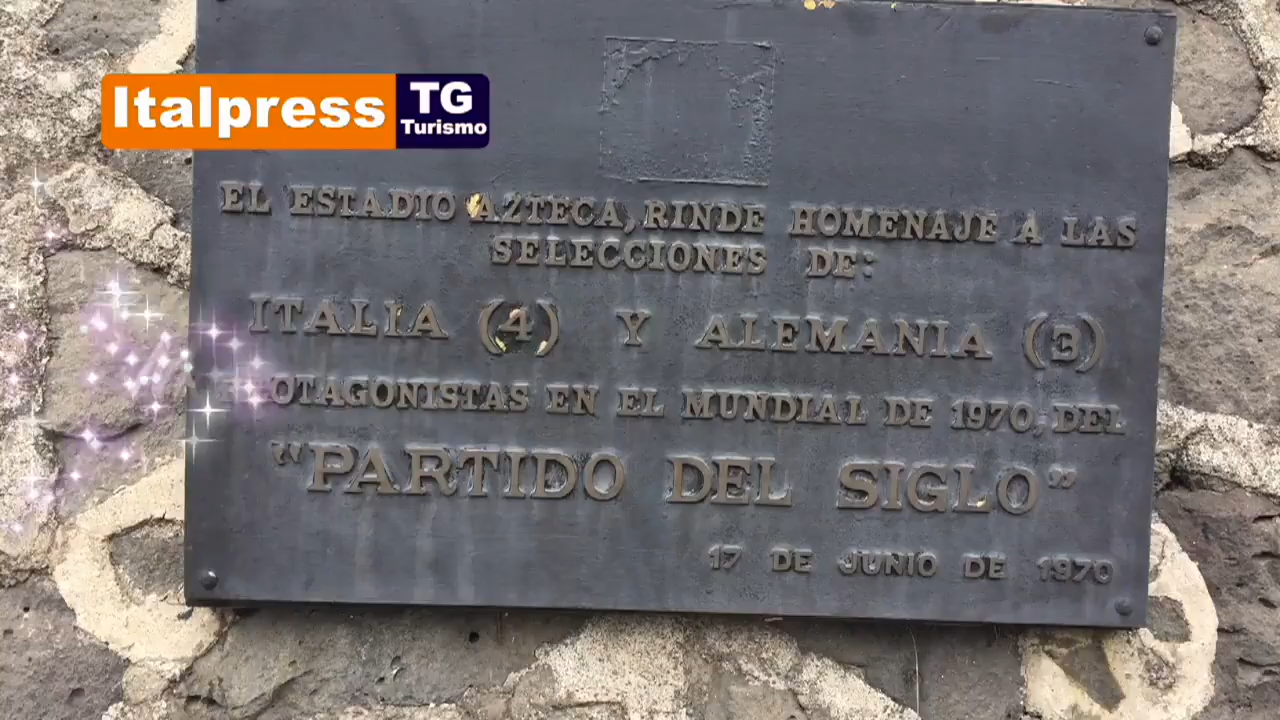 Italpress
TG
Turismo
EL ESTADIO AZTECA, RINDE HOMENAJE A LAS
SELECCIONES DE:
ITALIA (4) Y ALEMANIA (3)
PROTAGONISTAS EN EL MUNDIAL DE 1970, DEL
"PARTIDO DEL SIGLO"
17 DE JUNIO DE 1970